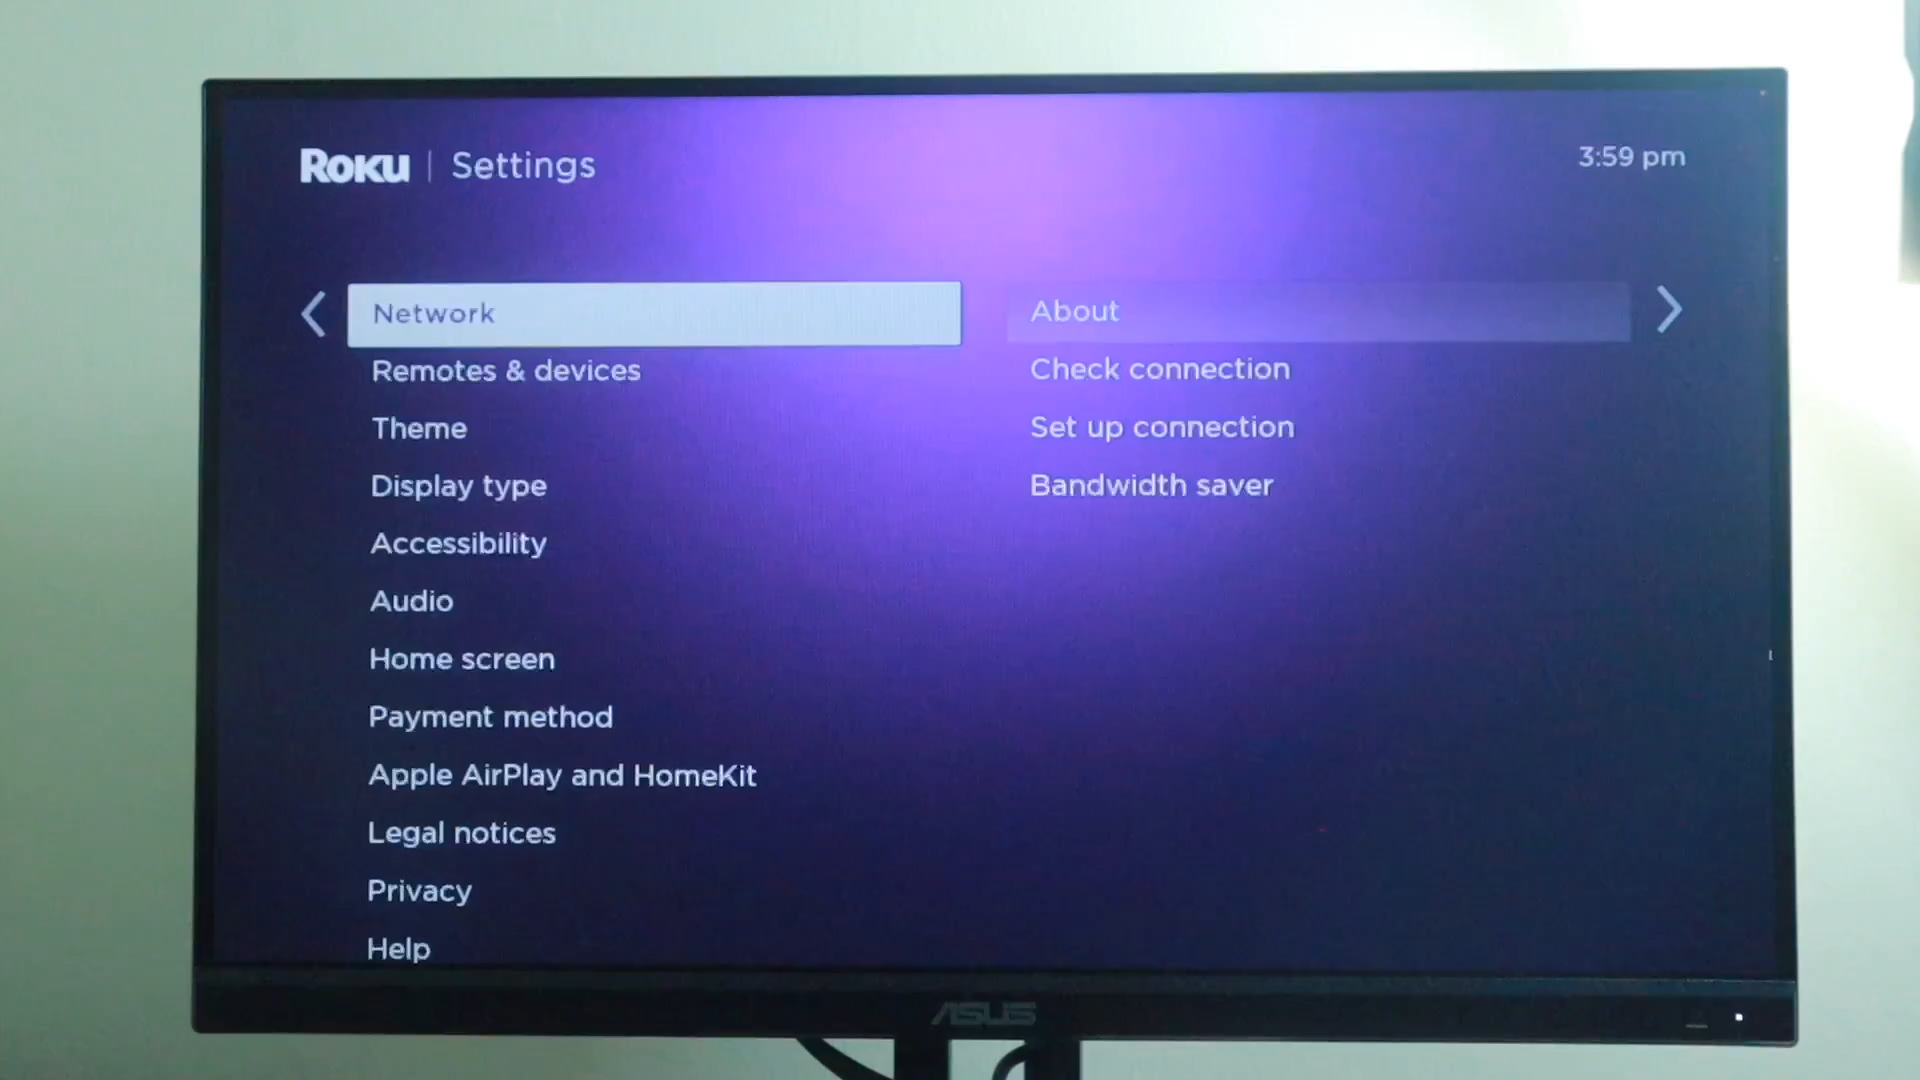 Roku | Settings
3:59 pm
Network
Remotes & devices
Theme
Display type
Accessibility
Audio
Home screen
Payment method
Apple AirPlay and HomeKit
Legal notices
Privacy
Help
About
Check connection
Set up connection
Bandwidth saver
ASUS